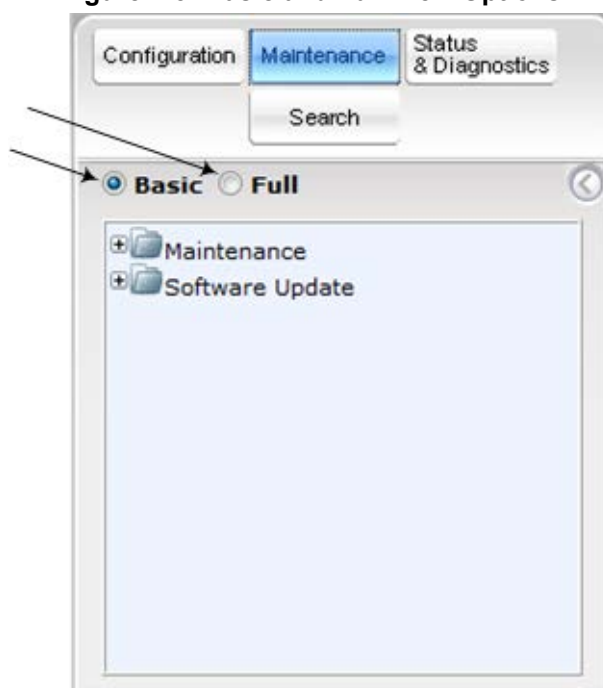 Configuration
Maintenance
Status
& Diagnostics
Search
Basic
Full
Maintenance
Software Update